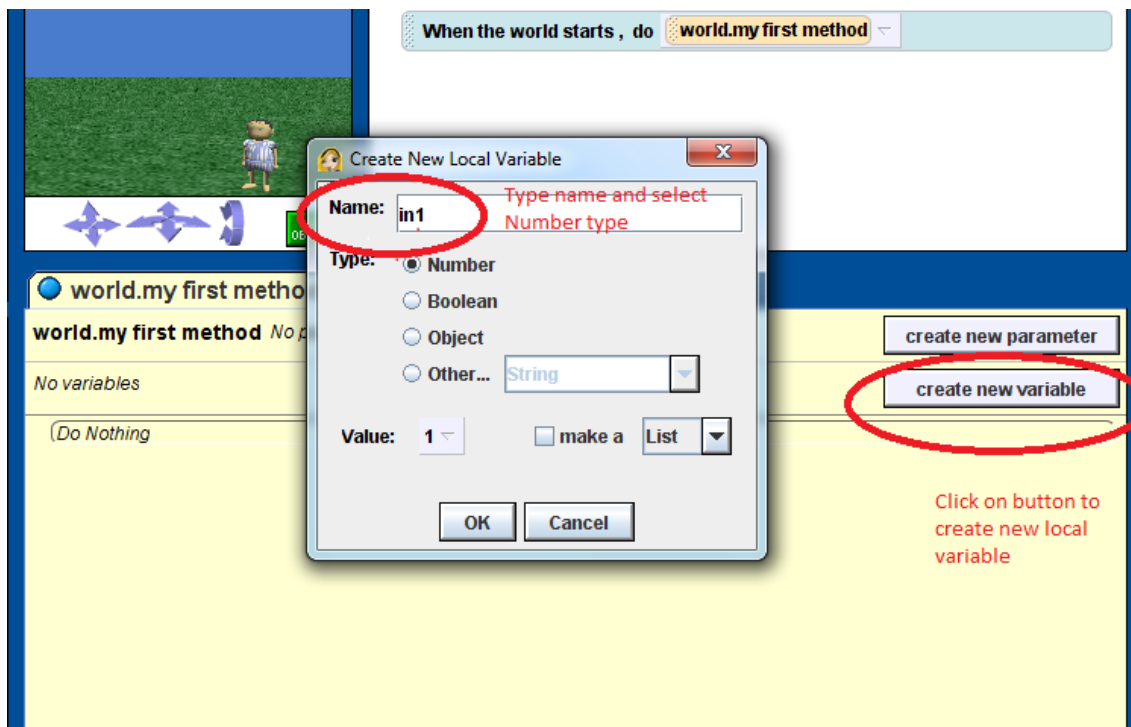 When the world starts , do world.my first method
Create New Local Variable
Name: in1
Type name and select
Number type
Type:
Number
Boolean
Object
Other... String
Value: 1
make a List
OK Cancel
world.my first metho
world.my first method No p
create new parameter
No variables
create new variable
(Do Nothing
Click on button to
create new local
variable